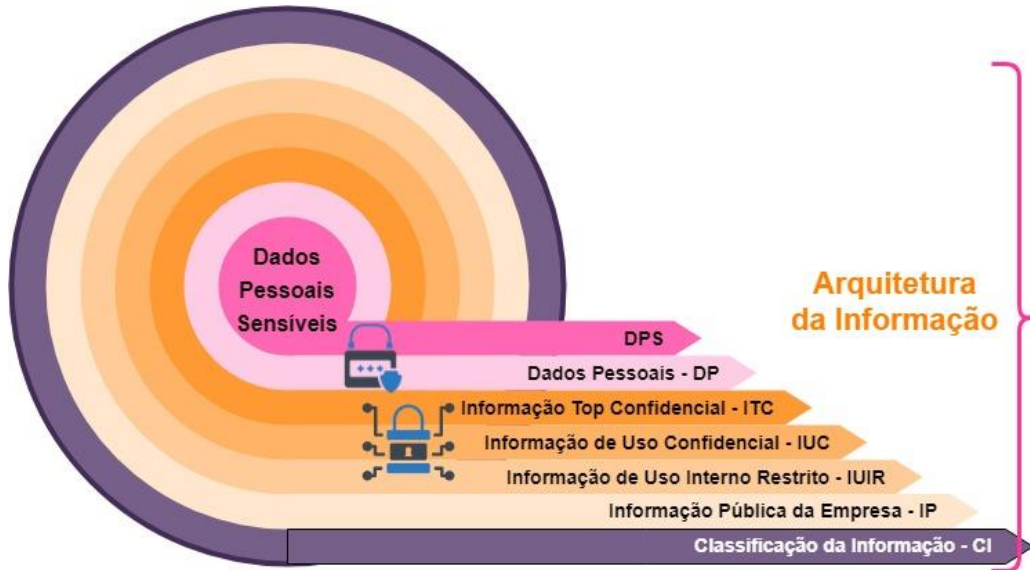 Dados
Pessoais
Sensíveis
DPS
Dados Pessoais - DP
Informação Top Confidencial - ITC
Informação de Uso Confidencial - IUC
Informação de Uso Interno Restrito - IUIR
Informação Pública da Empresa - IP
Classificação da Informação - CI
Arquitetura
da Informação